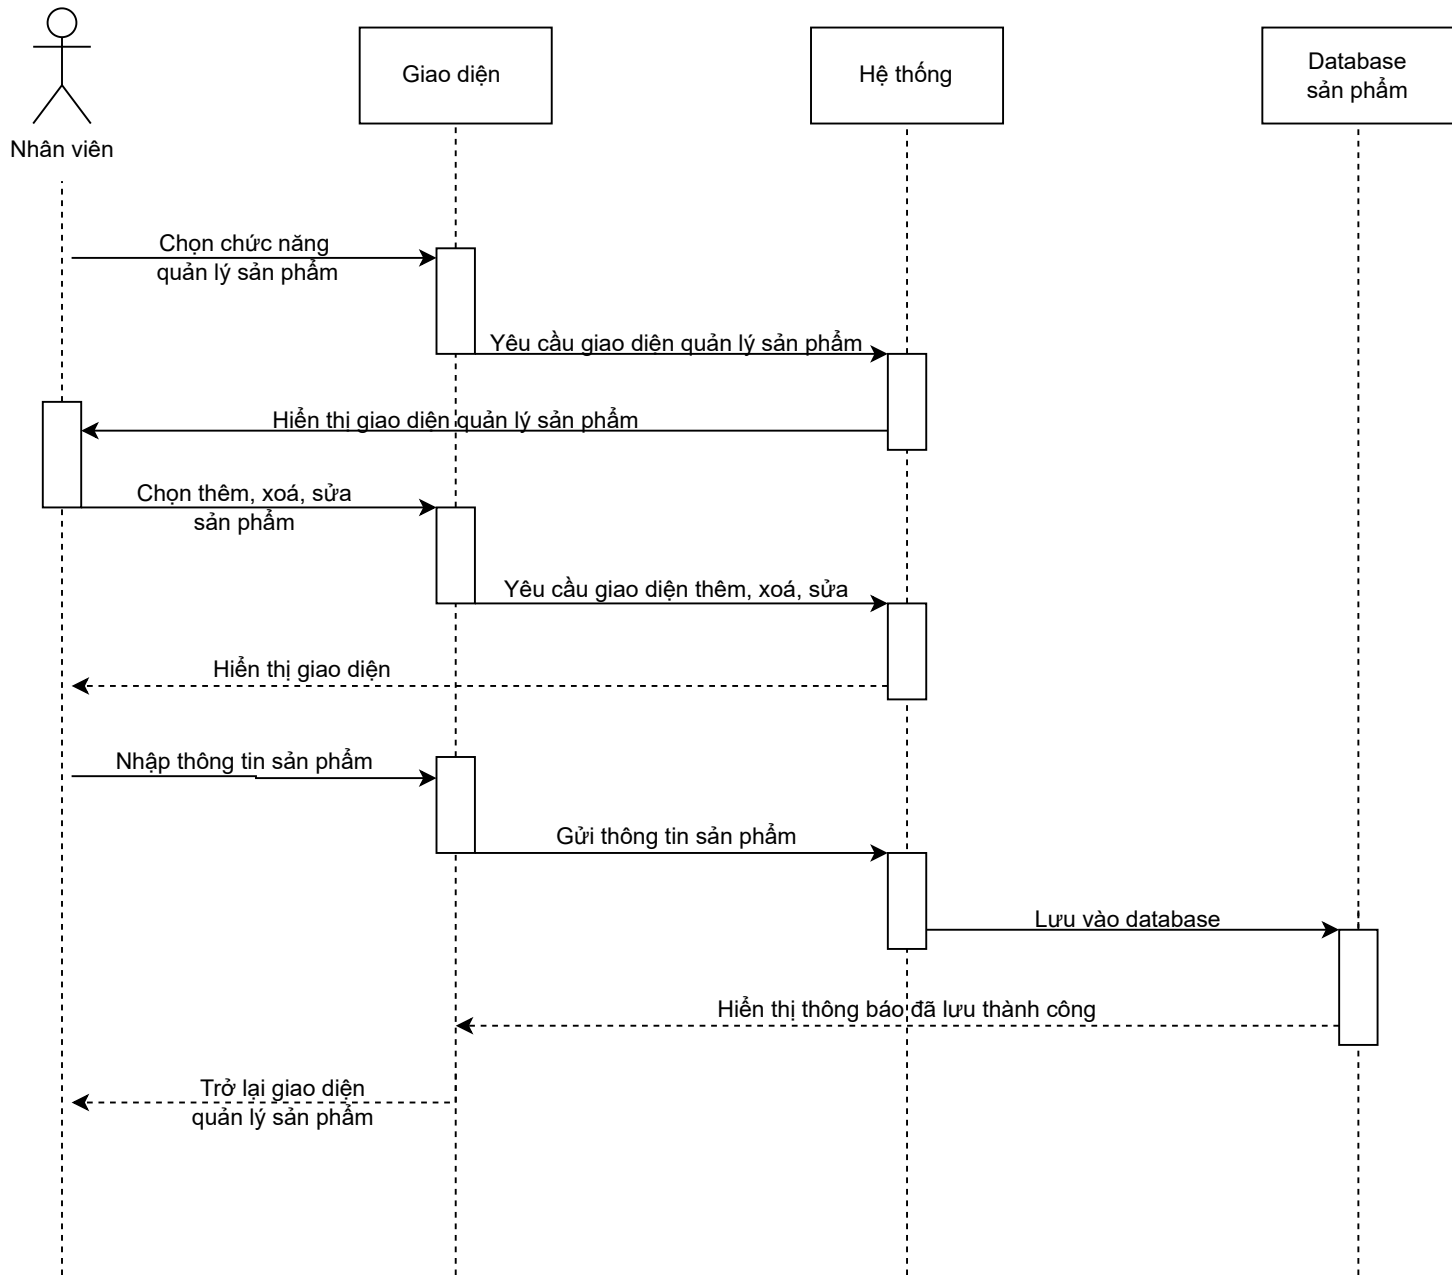 Giao diện
Hệ thống
Database
sản phẩm
Nhân viên
Chọn chức năng
quản lý sản phẩm
Yêu cầu giao diện quản lý sản phẩm
Hiển thị giao diện quản lý sản phẩm
Chọn thêm, xoá, sửa
sản phẩm
Yêu cầu giao diện thêm, xoá, sửa
Hiển thị giao diện
Nhập thông tin sản phẩm
Gửi thông tin sản phẩm
Lưu vào database
Hiển thị thông báo đã lưu thành công
Trở lại giao diện
quản lý sản phẩm